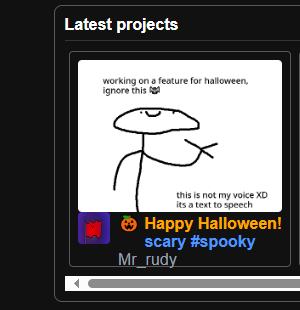 Latest projects
working on a feature for halloween,
ignore this 😈
this is not my voice XD
its a text to speech
🎃 Happy Halloween!
scary #spooky
Mr_rudy